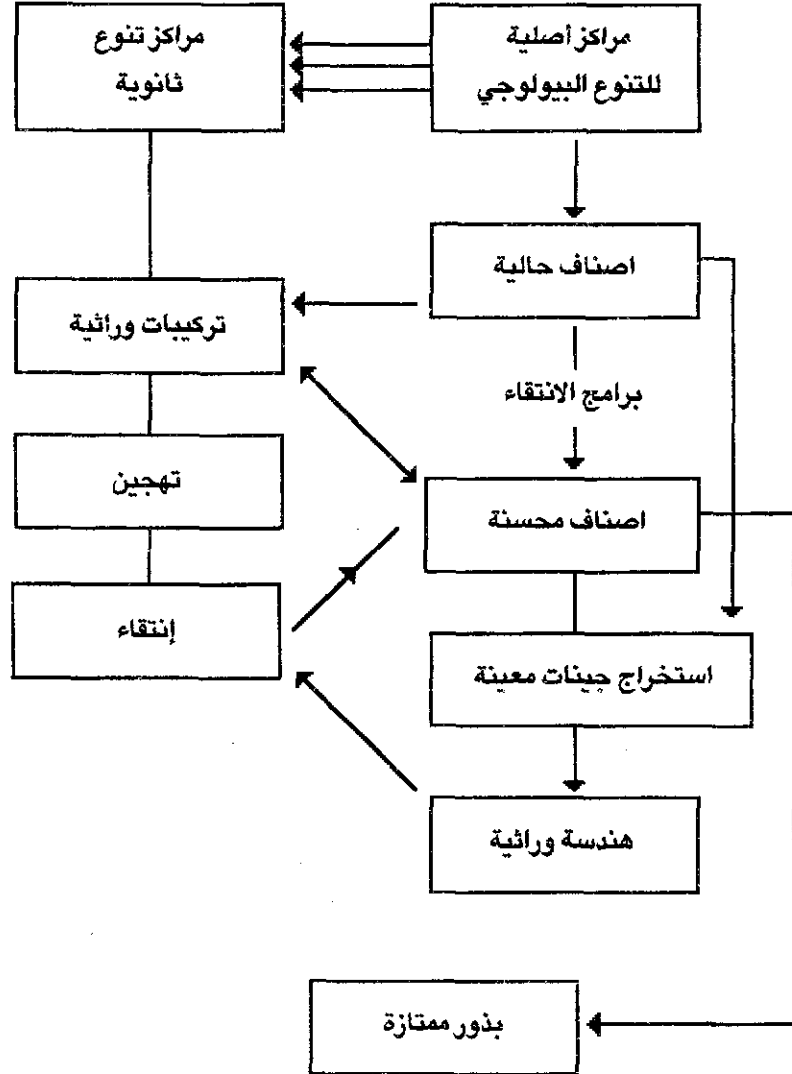 مراكز أصلية
للتنوع البيولوجي
مراكز تنوع
ثانوية
اصناف حالية
تركيبات وراثية
برامج الانتقاء
تهجين
اصناف محسنة
إنتقاء
استخراج جينات معينة
هندسة وراثية
بذور ممتازة